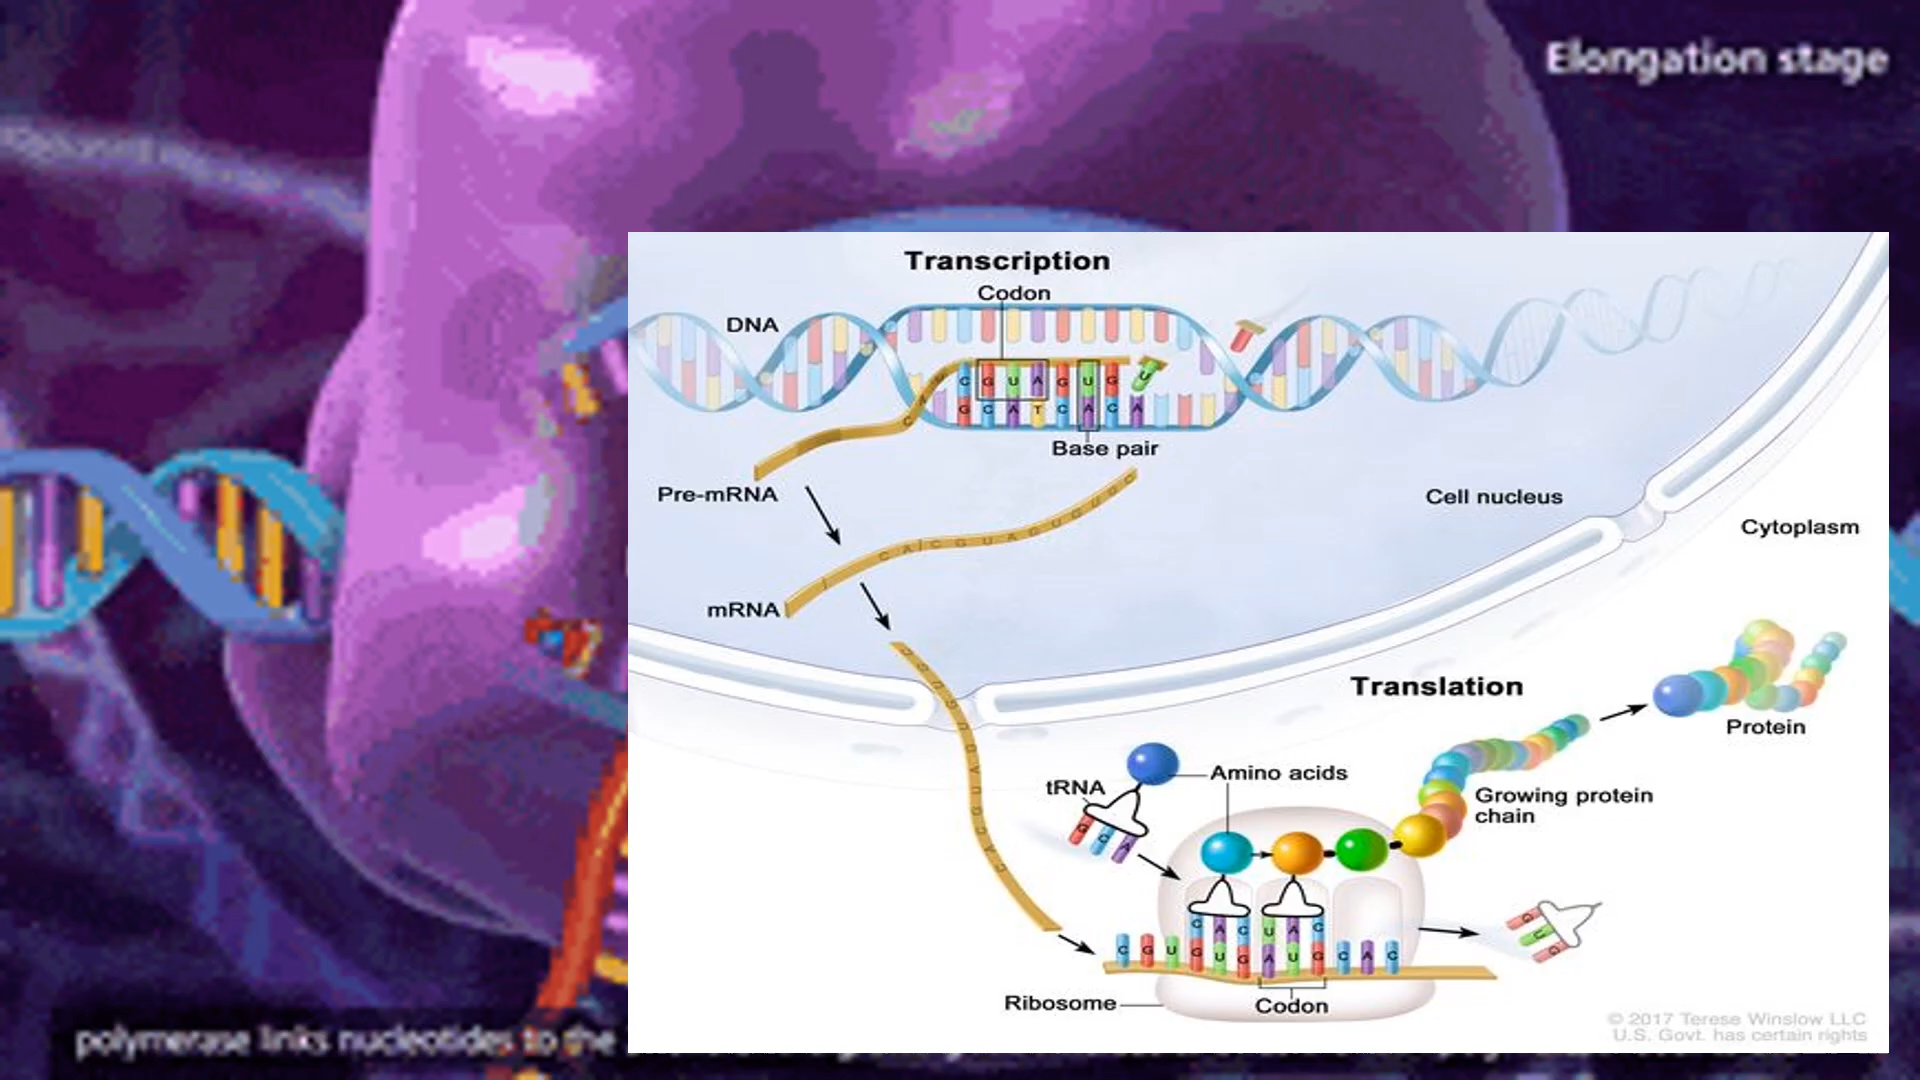 Elongation stage
Transcription
Codon
DNA
C G U A G U G U
G C A T C A C A
Base pair
Pre-mRNA
Cell nucleus
Cytoplasm
C A C G U A G U G U G C
mRNA
Translation
Protein
Amino acids
tRNA
Growing protein
chain
G C A
C A C U A C
C G U G U G A U G C A C
G C G
Ribosome
Codon
© 2017 Terese Winslow LLC
U.S. Govt. has certain rights
polymerase links nucleotides to the